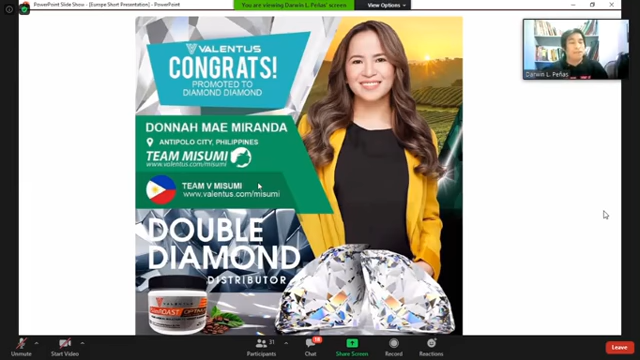 PowerPoint Slide Show - [Europe Short Presentation] - PowerPoint
You are viewing Darwin L. Peñas' screen
View Options
VALENTUS
CONGRATS!
PROMOTED TO
DIAMOND DIAMOND
DONNAH MAE MIRANDA
ANTIPOLO CITY, PHILIPPINES
TEAM MISUMI
www.valentus.com/misumi
TEAM V MISUMI
www.valentus.com/misumi
DOUBLE
DIAMOND
DISTRIBUTOR
VALENTUS
Darwin L. Peñas
Unmute
Start Video
Participants
31
Chat
Share Screen
Record
Reactions
Leave